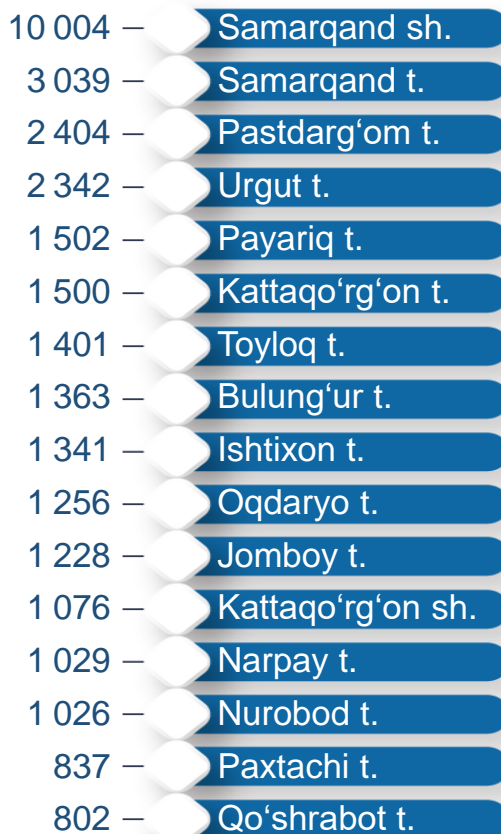 10 004 – Samarqand sh.
3 039 – Samarqand t.
2 404 – Pastdarg‘om t.
2 342 – Urgut t.
1 502 – Payariq t.
1 500 – Kattaqo‘rg‘on t.
1 401 – Toyloq t.
1 363 – Bulung‘ur t.
1 341 – Ishtixon t.
1 256 – Oqdaryo t.
1 228 – Jomboy t.
1 076 – Kattaqo‘rg‘on sh.
1 029 – Narpay t.
1 026 – Nurobod t.
837 – Paxtachi t.
802 – Qo‘shrabot t.